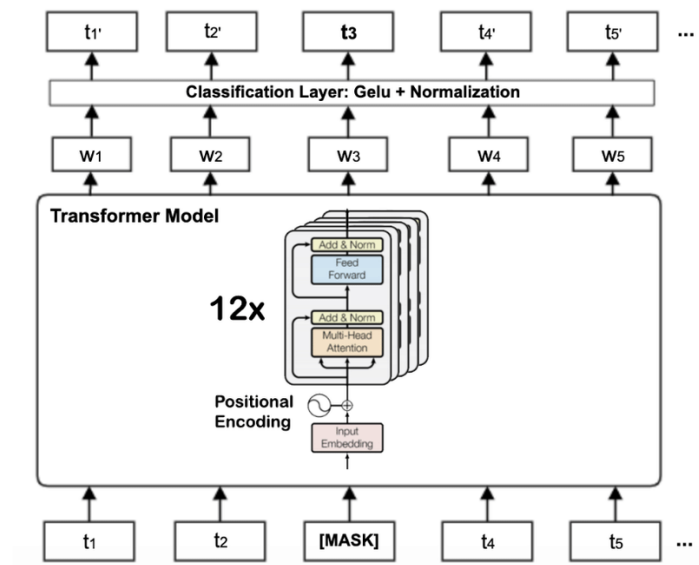 t1' t2' t3 t4' t5' ...
Classification Layer: Gelu + Normalization
W1 W2 W3 W4 W5
Transformer Model
Add & Norm
Feed
Forward
12x
Add & Norm
Multi-Head
Attention
Positional
Encoding
Input
Embedding
t1 t2 [MASK] t4 t5 ...